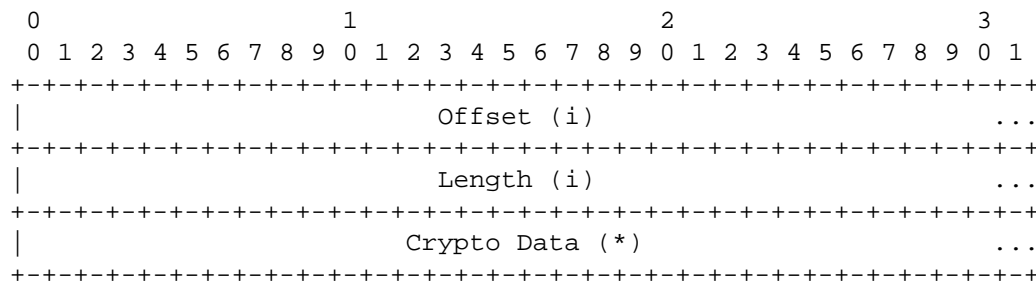 0                   1                   2                   3
 0 1 2 3 4 5 6 7 8 9 0 1 2 3 4 5 6 7 8 9 0 1 2 3 4 5 6 7 8 9 0 1
+-+-+-+-+-+-+-+-+-+-+-+-+-+-+-+-+-+-+-+-+-+-+-+-+-+-+-+-+-+-+-+-+
|                          Offset (i)                         ...
+-+-+-+-+-+-+-+-+-+-+-+-+-+-+-+-+-+-+-+-+-+-+-+-+-+-+-+-+-+-+-+-+
|                          Length (i)                         ...
+-+-+-+-+-+-+-+-+-+-+-+-+-+-+-+-+-+-+-+-+-+-+-+-+-+-+-+-+-+-+-+-+
|                        Crypto Data (*)                      ...
+-+-+-+-+-+-+-+-+-+-+-+-+-+-+-+-+-+-+-+-+-+-+-+-+-+-+-+-+-+-+-+-+